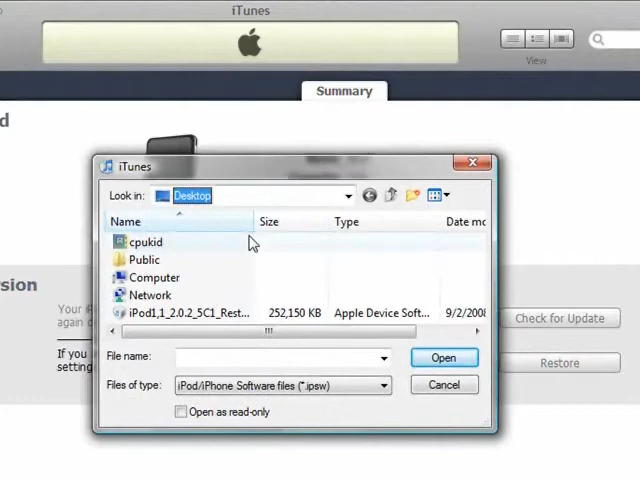 iTunes
View
Summary
d
iTunes
Look in: Desktop
Name Size Type Date mo
cpukid
Public
Computer
Network
iPod1,1_2.0.2_5C1_Rest... 252,150 KB Apple Device Soft... 9/2/2008
sion
Your iP
again o
Check for Update
If you
setting
Restore
File name:
Open
Files of type: iPod/iPhone Software files (*.ipsw)
Cancel
Open as read-only